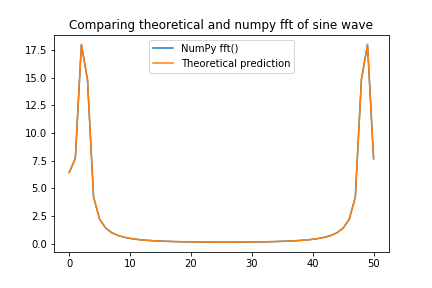 Comparing theoretical and numpy fft of sine wave
NumPy fft()
Theoretical prediction
17.5
15.0
12.5
10.0
7.5
5.0
2.5
0.0
0 10 20 30 40 50